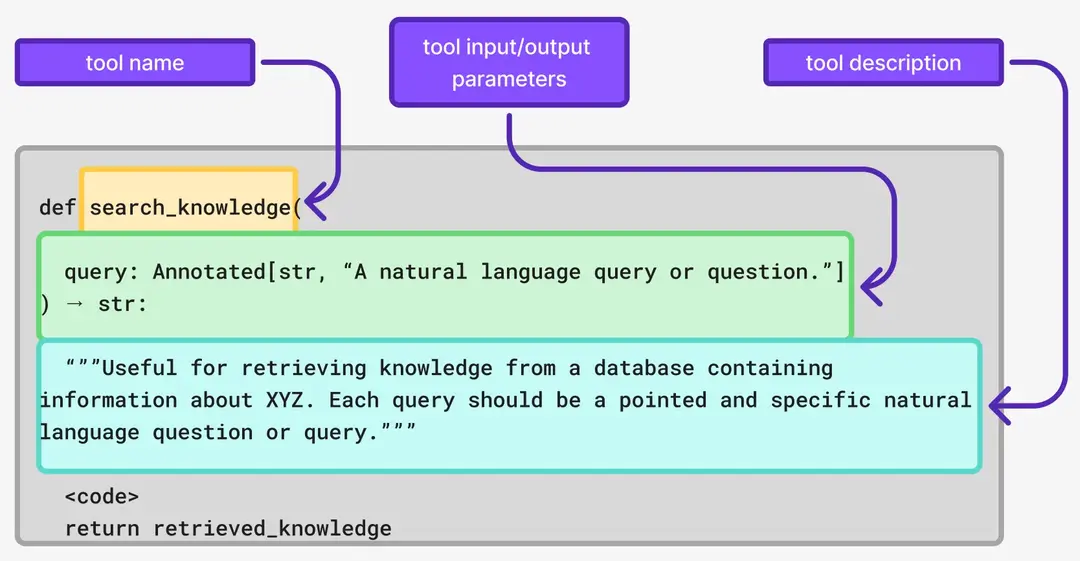 tool name
tool input/output
parameters
tool description
def search_knowledge(
query: Annotated[str, “A natural language query or question.”]
) → str:
“””Useful for retrieving knowledge from a database containing
information about XYZ. Each query should be a pointed and specific natural
language question or query.”””
<code>
return retrieved_knowledge